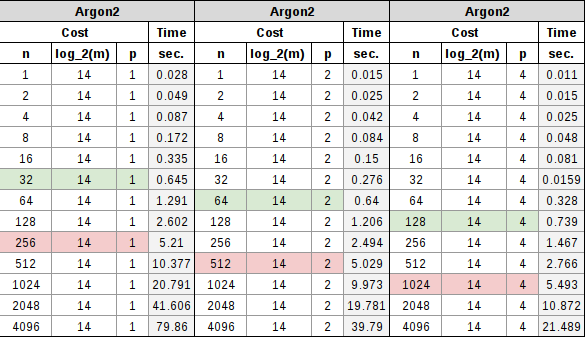 Argon2 Argon2 Argon2
Cost Time Cost Time Cost Time
n log_2(m) p sec. n log_2(m) p sec. n log_2(m) p sec.
1 14 1 0.028 1 14 2 0.015 1 14 4 0.011
2 14 1 0.049 2 14 2 0.025 2 14 4 0.015
4 14 1 0.087 4 14 2 0.042 4 14 4 0.025
8 14 1 0.172 8 14 2 0.084 8 14 4 0.048
16 14 1 0.335 16 14 2 0.15 16 14 4 0.081
32 14 1 0.645 32 14 2 0.276 32 14 4 0.0159
64 14 1 1.291 64 14 2 0.64 64 14 4 0.328
128 14 1 2.602 128 14 2 1.206 128 14 4 0.739
256 14 1 5.21 256 14 2 2.494 256 14 4 1.467
512 14 1 10.377 512 14 2 5.029 512 14 4 2.766
1024 14 1 20.791 1024 14 2 9.973 1024 14 4 5.493
2048 14 1 41.606 2048 14 2 19.781 2048 14 4 10.872
4096 14 1 79.86 4096 14 2 39.79 4096 14 4 21.489